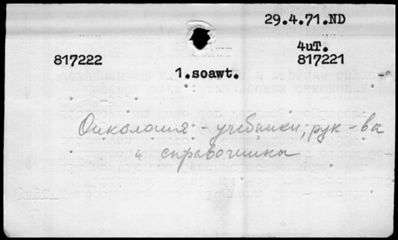 29.4.71.ND
4uT.
817222 817221
1.soawt.
Онкология - учебники, рук-ва
и справочники